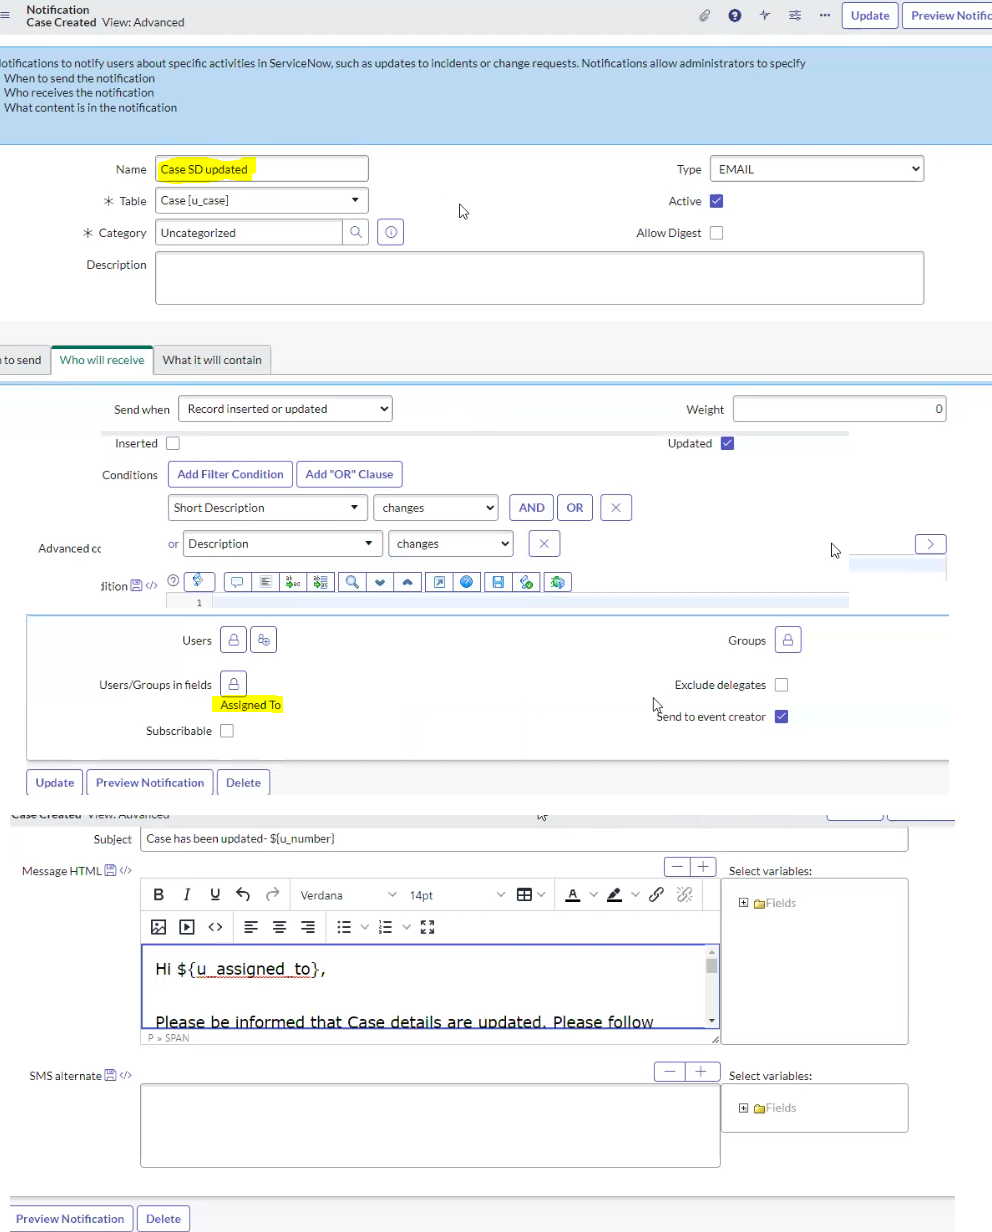 Notification
Case Created View: Advanced
Update
Preview Notific
otifications to notify users about specific activities in ServiceNow, such as updates to incidents or change requests. Notifications allow administrators to specify
When to send the notification
Who receives the notification
What content is in the notification
Name Case SD updated
Type EMAIL
Table Case [u_case]
Active
Category Uncategorized
Allow Digest
Description
n to send
Who will receive
What it will contain
Send when Record inserted or updated
Weight 0
Inserted
Updated
Conditions Add Filter Condition Add "OR" Clause
Short Description changes AND OR
or Description changes
Advanced cc
dition
1
Users
Groups
Users/Groups in fields
Exclude delegates
Assigned To
Send to event creator
Subscribable
Update Preview Notification Delete
Case Created View: Advanced
Subject Case has been updated- ${u_number}
Message HTML
Select variables:
B I U Verdana 14pt A
Fields
Hi ${u_assigned_to},
Please be informed that Case details are updated. Please follow
P » SPAN
SMS alternate
Select variables:
Fields
Preview Notification Delete